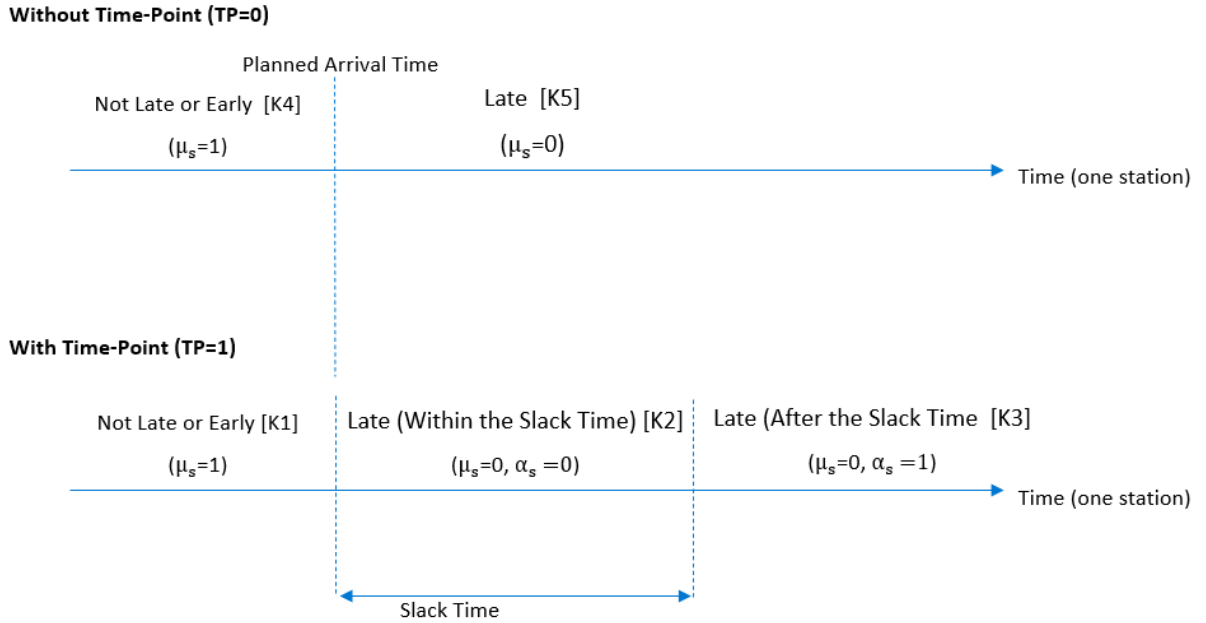 Without Time-Point (TP=0)
Planned Arrival Time
Not Late or Early [K4]
Late [K5]
(μs=1)
(μs=0)
Time (one station)
With Time-Point (TP=1)
Not Late or Early [K1]
Late (Within the Slack Time) [K2]
Late (After the Slack Time [K3]
(μs=1)
(μs=0, αs =0)
(μs=0, αs =1)
Time (one station)
Slack Time